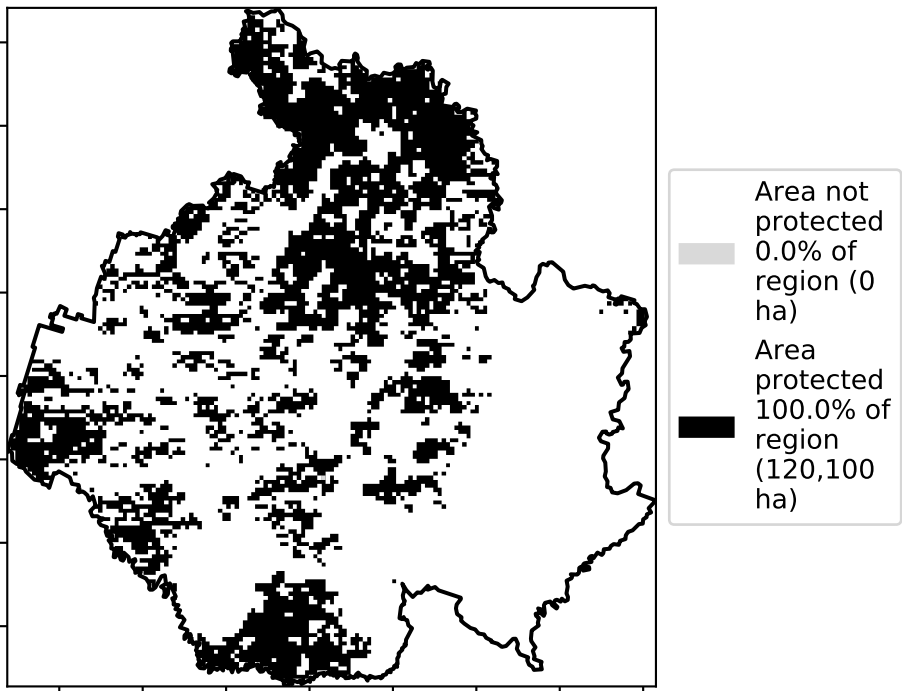 Area not
protected
0.0% of
region (0
ha)
Area
protected
100.0% of
region
(120,100
ha)